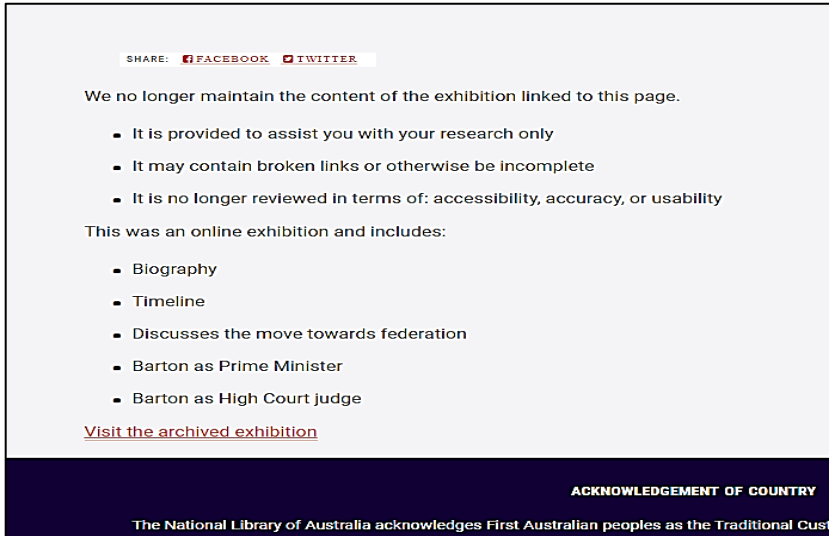 SHARE: FACEBOOK TWITTER
We no longer maintain the content of the exhibition linked to this page.
It is provided to assist you with your research only
It may contain broken links or otherwise be incomplete
It is no longer reviewed in terms of: accessibility, accuracy, or usability
This was an online exhibition and includes:
Biography
Timeline
Discusses the move towards federation
Barton as Prime Minister
Barton as High Court judge
Visit the archived exhibition
ACKNOWLEDGEMENT OF COUNTRY
The National Library of Australia acknowledges First Australian peoples as the Traditional Cust